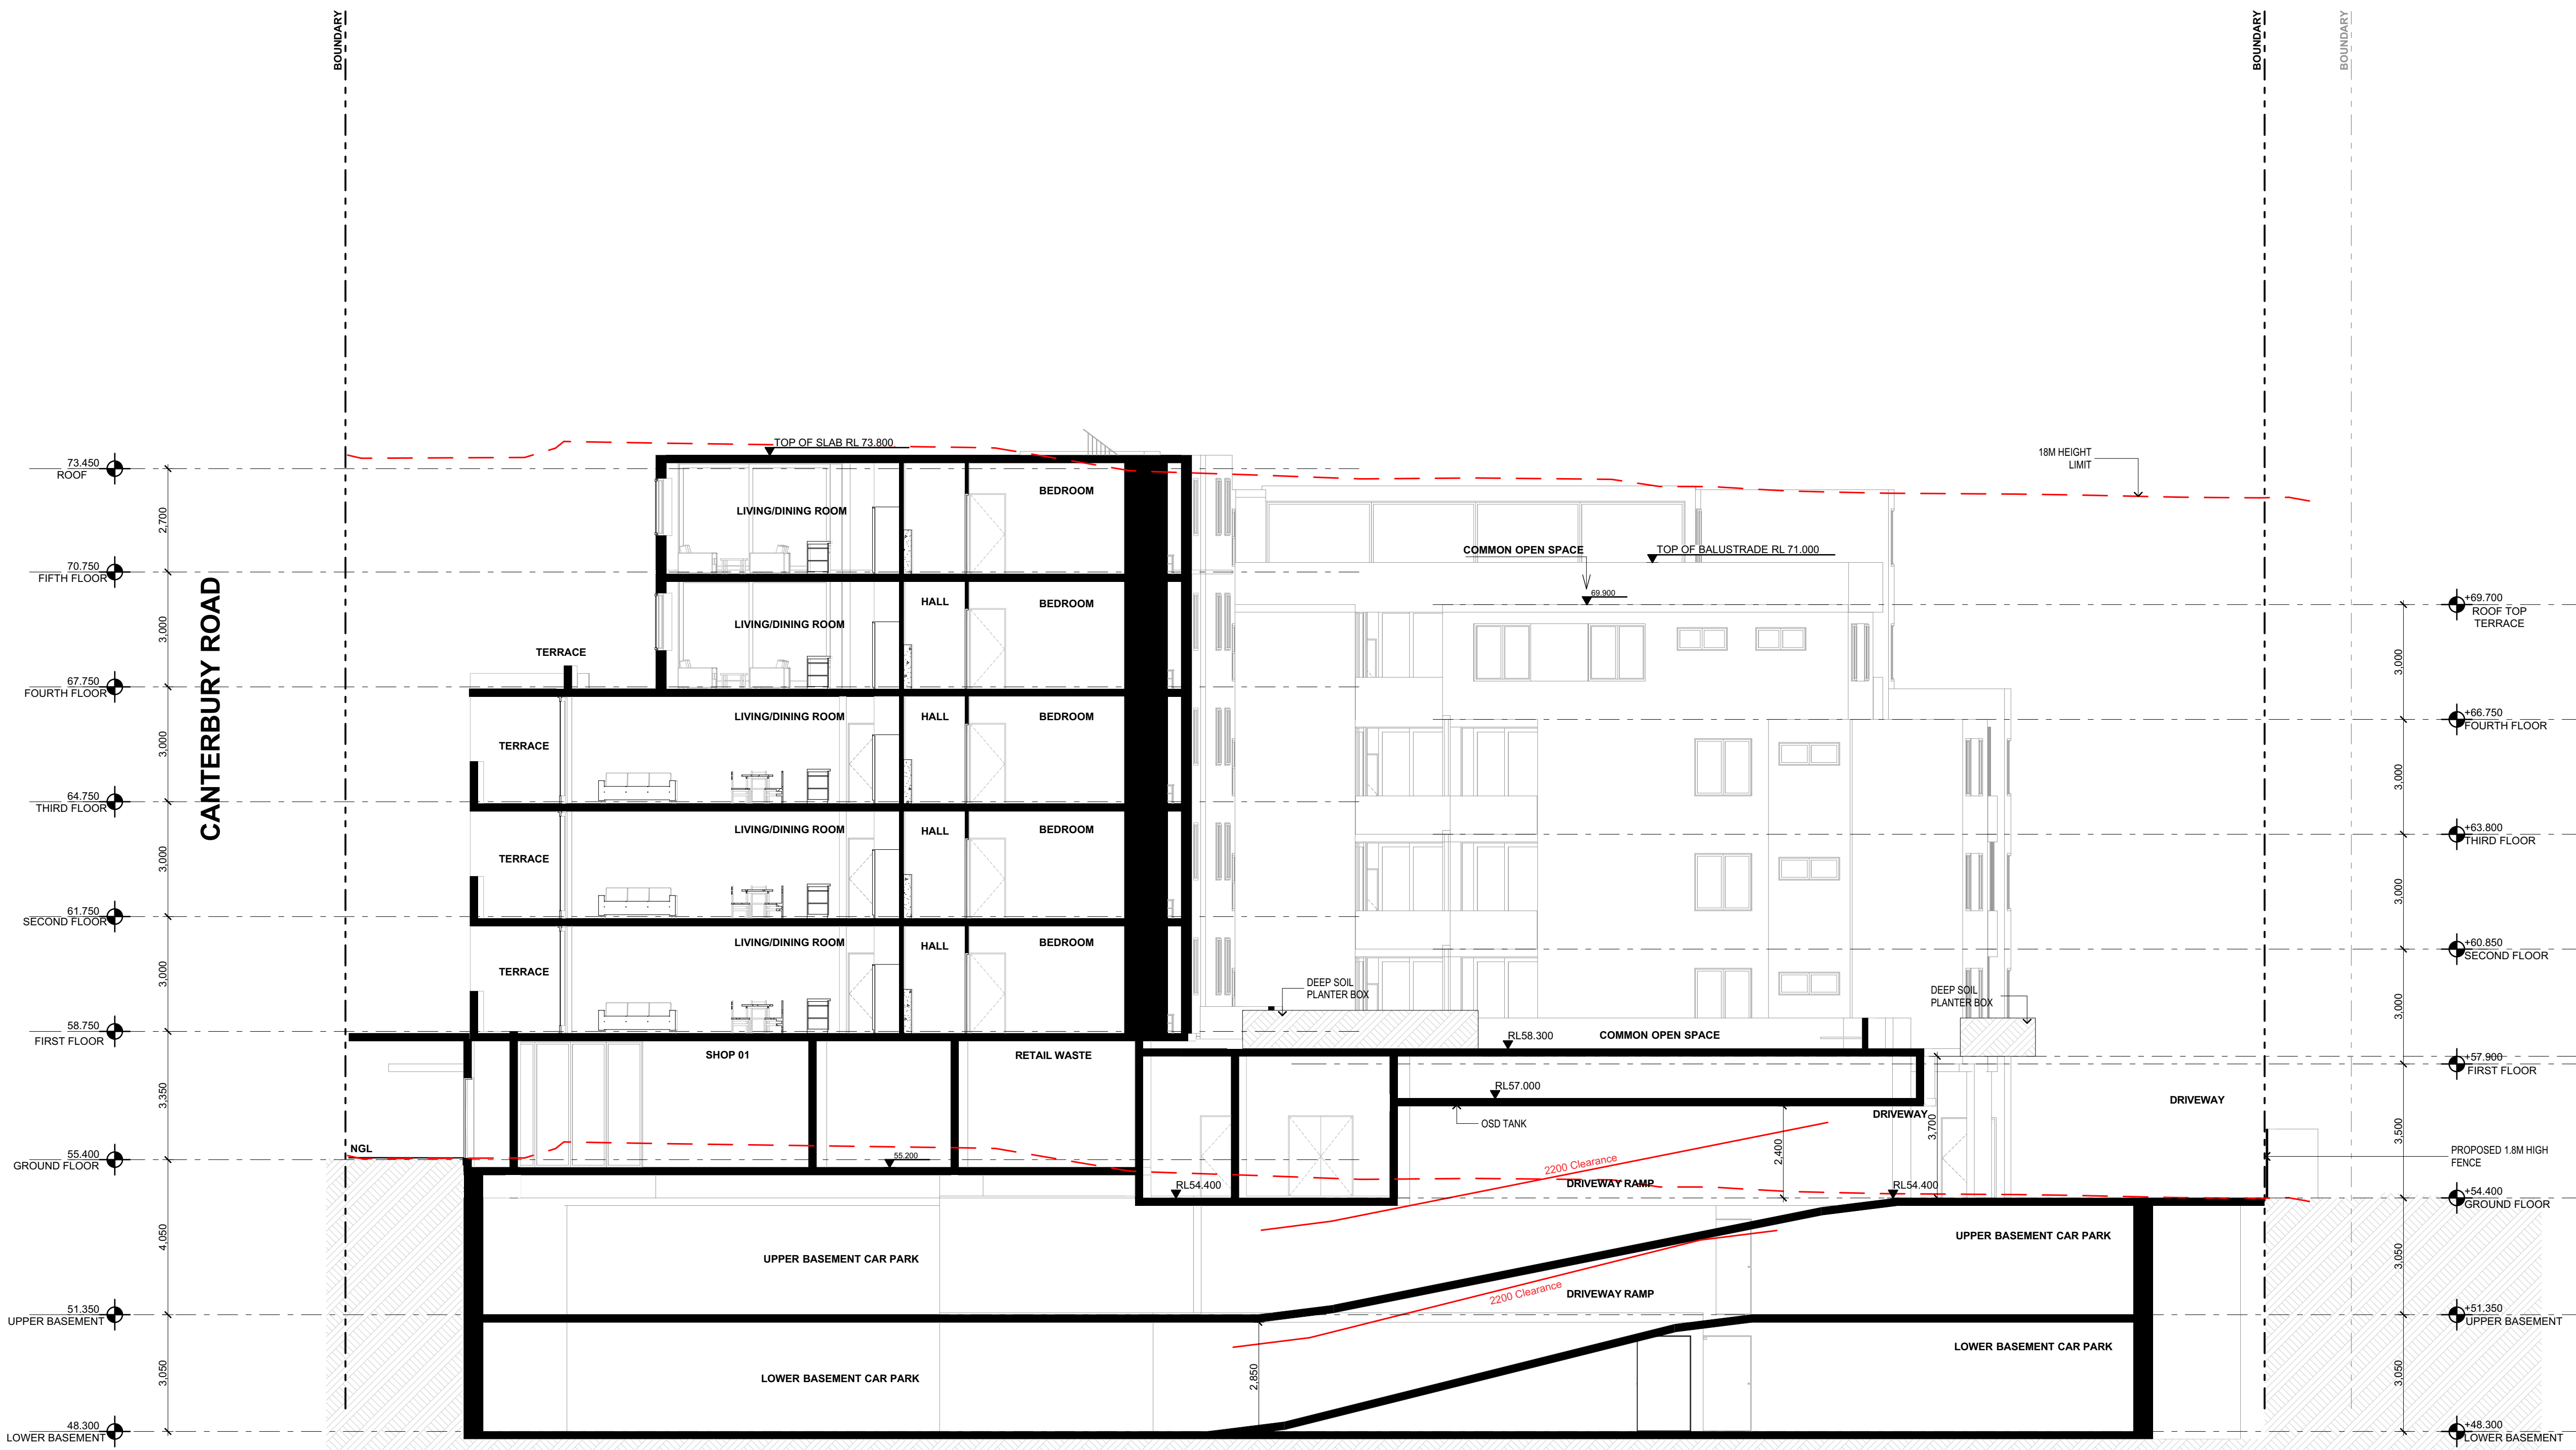 BOUNDARY
BOUNDARY
BOUNDARY
CANTERBURY ROAD
73.450
ROOF
2,700
70.750
FIFTH FLOOR
3,000
67.750
FOURTH FLOOR
3,000
64.750
THIRD FLOOR
3,000
61.750
SECOND FLOOR
3,000
58.750
FIRST FLOOR
3,350
55.400
GROUND FLOOR
4,050
51.350
UPPER BASEMENT
3,050
48.300
LOWER BASEMENT
TOP OF SLAB RL 73.800
18M HEIGHT
LIMIT
LIVING/DINING ROOM
BEDROOM
COMMON OPEN SPACE
TOP OF BALUSTRADE RL 71.000
69.900
LIVING/DINING ROOM
HALL
BEDROOM
TERRACE
TERRACE
LIVING/DINING ROOM
HALL
BEDROOM
TERRACE
LIVING/DINING ROOM
HALL
BEDROOM
TERRACE
LIVING/DINING ROOM
HALL
BEDROOM
DEEP SOIL
PLANTER BOX
DEEP SOIL
PLANTER BOX
RL58.300
COMMON OPEN SPACE
SHOP 01
RETAIL WASTE
RL57.000
OSD TANK
DRIVEWAY
3,700
DRIVEWAY
NGL
55.200
2,400
2200 Clearance
DRIVEWAY RAMP
RL54.400
RL54.400
PROPOSED 1.8M HIGH
FENCE
UPPER BASEMENT CAR PARK
UPPER BASEMENT CAR PARK
2200 Clearance
DRIVEWAY RAMP
LOWER BASEMENT CAR PARK
2,850
LOWER BASEMENT CAR PARK
+69.700
ROOF TOP
TERRACE
3,000
+66.750
FOURTH FLOOR
3,000
+63.800
THIRD FLOOR
3,000
+60.850
SECOND FLOOR
3,000
+57.900
FIRST FLOOR
3,500
+54.400
GROUND FLOOR
3,050
+51.350
UPPER BASEMENT
3,050
+48.300
LOWER BASEMENT